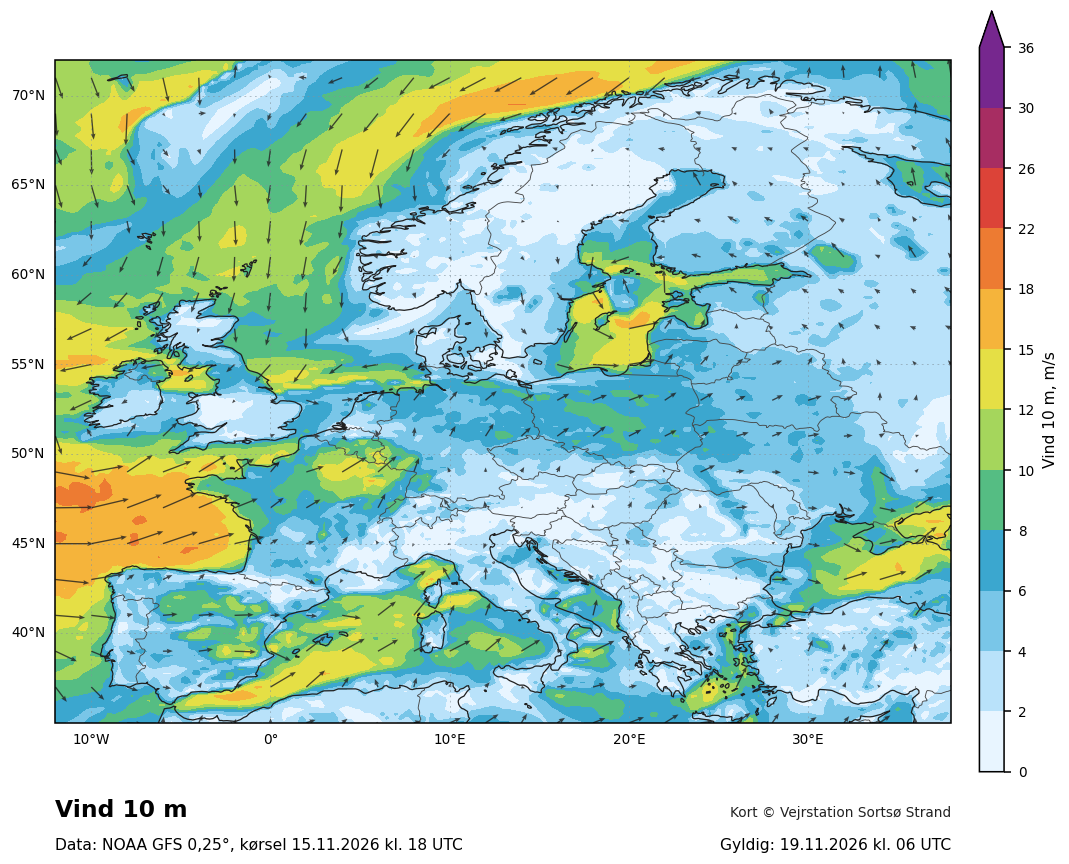 36
30
26
22
18
15
12
10
8
6
4
2
0
Vind 10 m, m/s
70°N
65°N
60°N
55°N
50°N
45°N
40°N
10°W
0°
10°E
20°E
30°E
Vind 10 m
Kort © Vejrstation Sortsø Strand
Data: NOAA GFS 0,25°, kørsel 15.11.2026 kl. 18 UTC
Gyldig: 19.11.2026 kl. 06 UTC